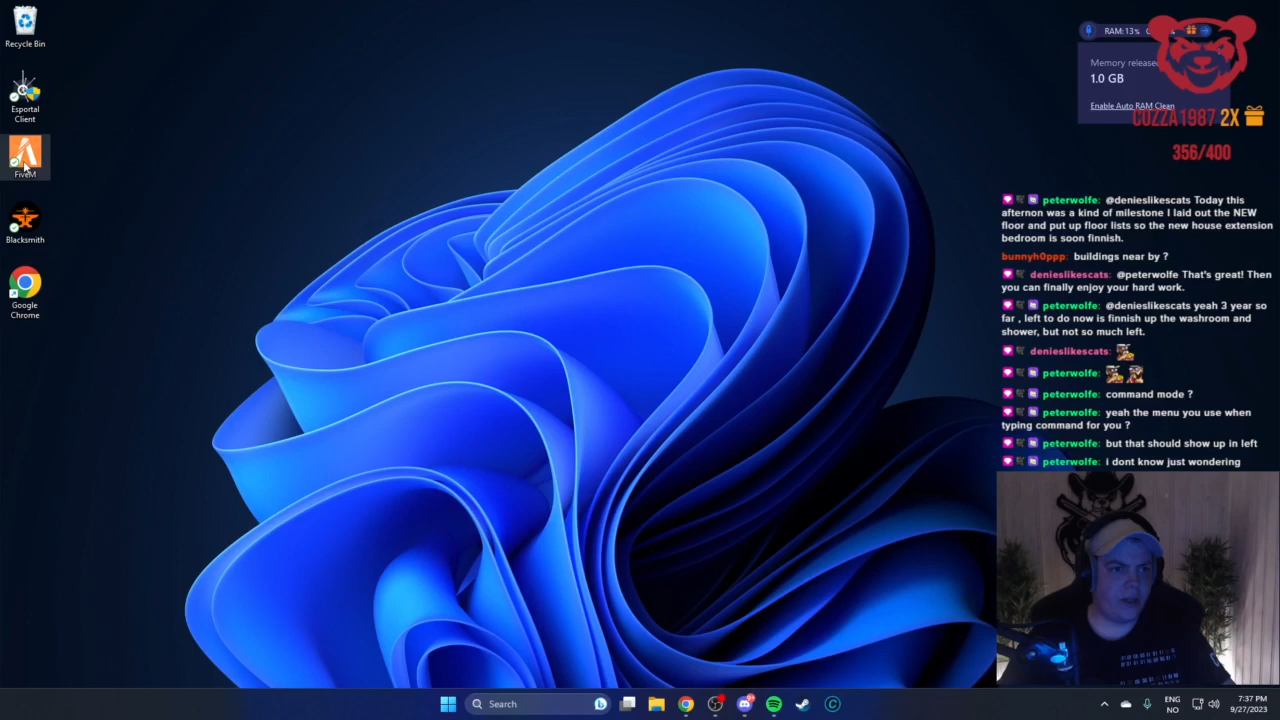 Recycle Bin
Esportal
Client
FiveM
Blacksmith
Google
Chrome
RAM: 13%
Memory release
1.0 GB
Enable Auto RAM Clean
COZZA1987 2X
356/400
peterwolfe: @denieslikescats Today this
afternoon was a kind of milestone I laid out the NEW
floor and put up floor lists so the new house extension
bedroom is soon finnish.
bunnyh0ppp: buildings near by ?
denieslikescats: @peterwolfe That's great! Then
you can finally enjoy your hard work.
peterwolfe: @denieslikescats yeah 3 year so
far , left to do now is finnish up the washroom and
shower, but not so much left.
denieslikescats:
peterwolfe:
peterwolfe: command mode ?
peterwolfe: yeah the menu you use when
typing command for you ?
peterwolfe: but that should show up in left
peterwolfe: i dont know just wondering
Search
9+
ENG
NO
7:37 PM
9/27/2023